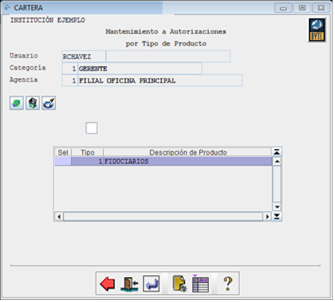 CARTERA
INSTITUCIÓN EJEMPLO
Mantenimiento a Autorizaciones
por Tipo de Producto
Usuario RCHAVEZ
Categoría 1 GERENTE
Agencia 1 FILIAL OFICINA PRINCIPAL
Sel Tipo Descripción de Producto
1 FIDUCIARIOS
?